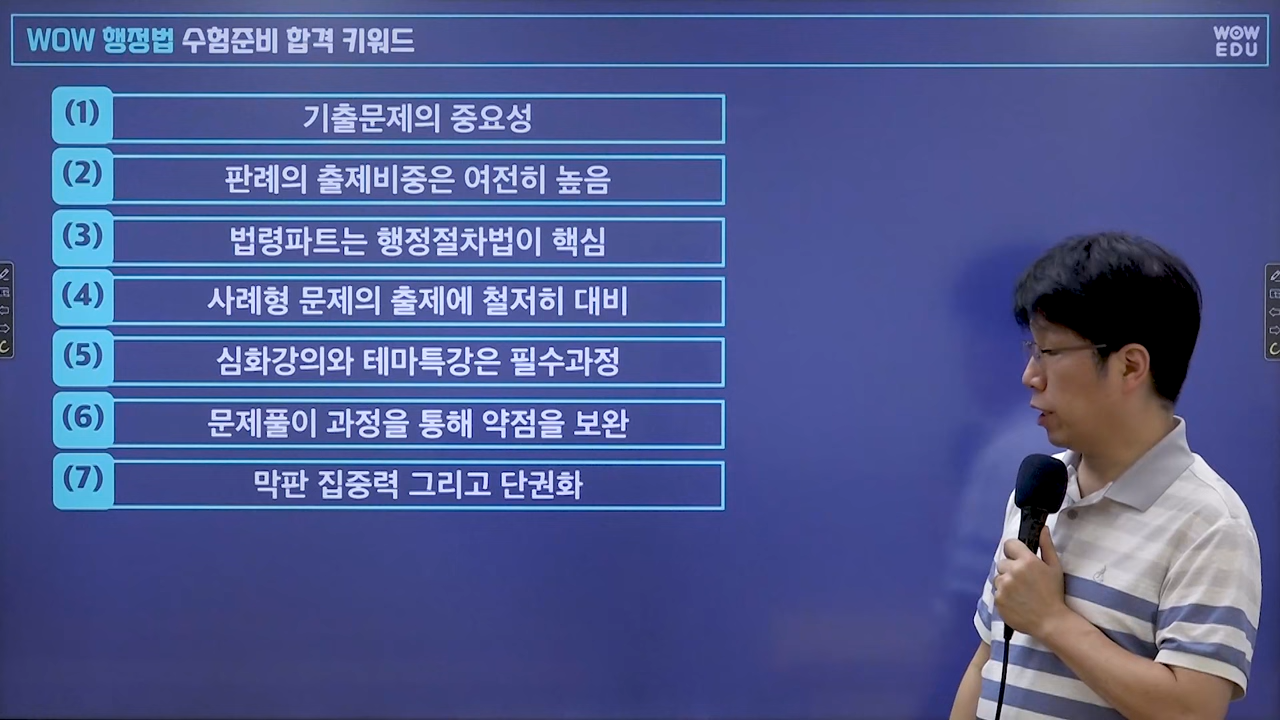 WOW 행정법 수험준비 합격 키워드
WOW
EDU
(1) 기출문제의 중요성
(2) 판례의 출제비중은 여전히 높음
(3) 법령파트는 행정절차법이 핵심
(4) 사례형 문제의 출제에 철저히 대비
(5) 심화강의와 테마특강은 필수과정
(6) 문제풀이 과정을 통해 약점을 보완
(7) 막판 집중력 그리고 단권화